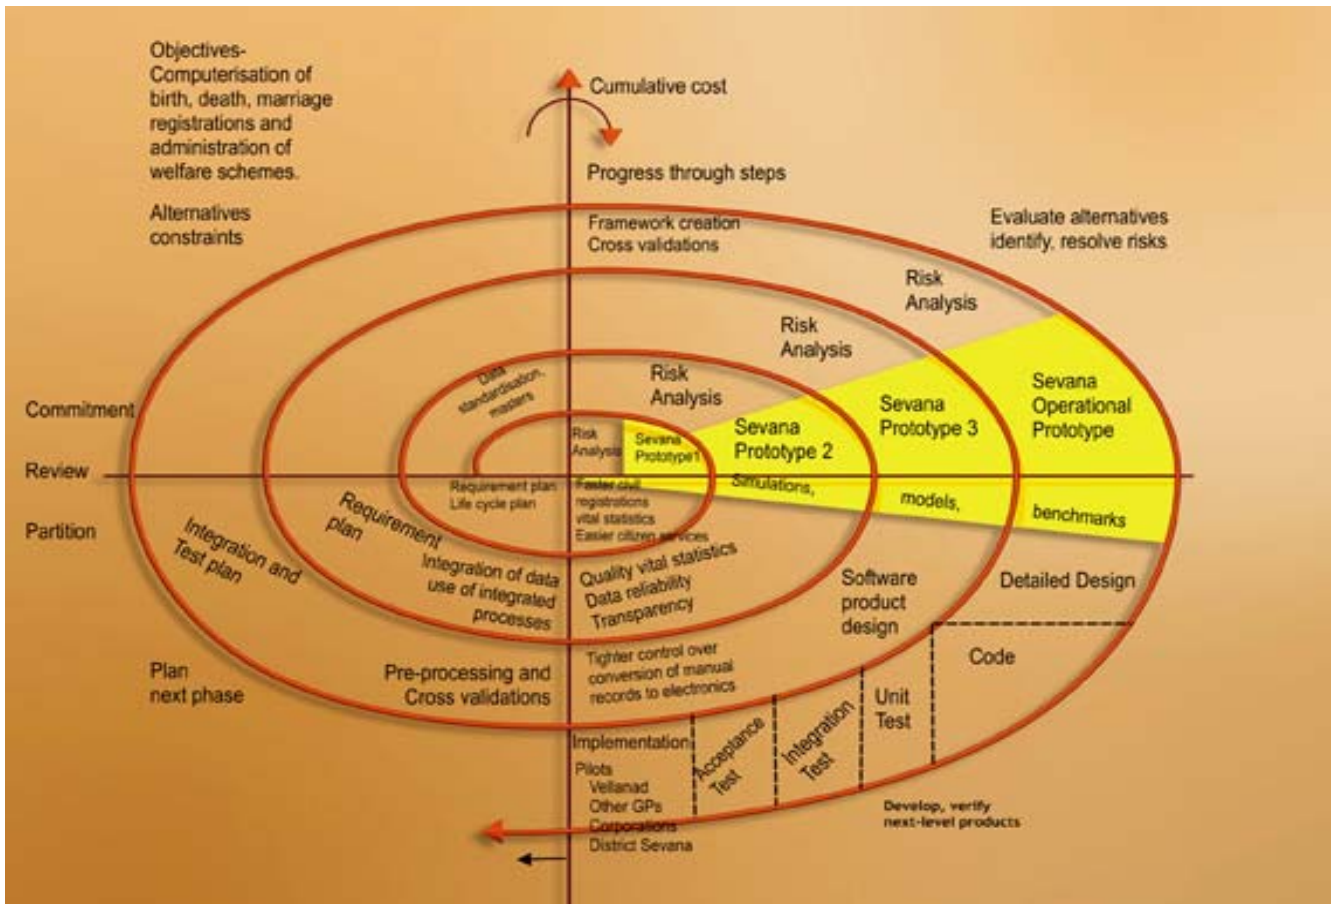 Objectives-
Computerisation of
birth, death, marriage
registrations and
administration of
welfare schemes.
Alternatives
constraints
Cumulative cost
Progress through steps
Framework creation
Cross validations
Evaluate alternatives
identify, resolve risks
Risk
Analysis
Risk
Analysis
Risk
Analysis
Data
standardisation,
masters
Risk
Analysis
Sevana
Prototype1
Sevana
Prototype 2
Sevana
Prototype 3
Sevana
Operational
Prototype
Commitment
Review
Partition
Requirement plan
Life cycle plan
Faster civil
registrations
vital statistics
Easier citizen services
Simulations,
models,
benchmarks
Integration and
Test plan
Requirement
plan
Integration of data
use of integrated
processes
Quality vital statistics
Data reliability
Transparency
Software
product
design
Detailed Design
Plan
next phase
Pre-processing and
Cross validations
Tighter control over
conversion of manual
records to electronics
Code
Unit
Test
Integration
Test
Acceptance
Test
Implementation
Pilots
Vellanad
Other GPs
Corporations
District Sevana
Develop, verify
next-level products